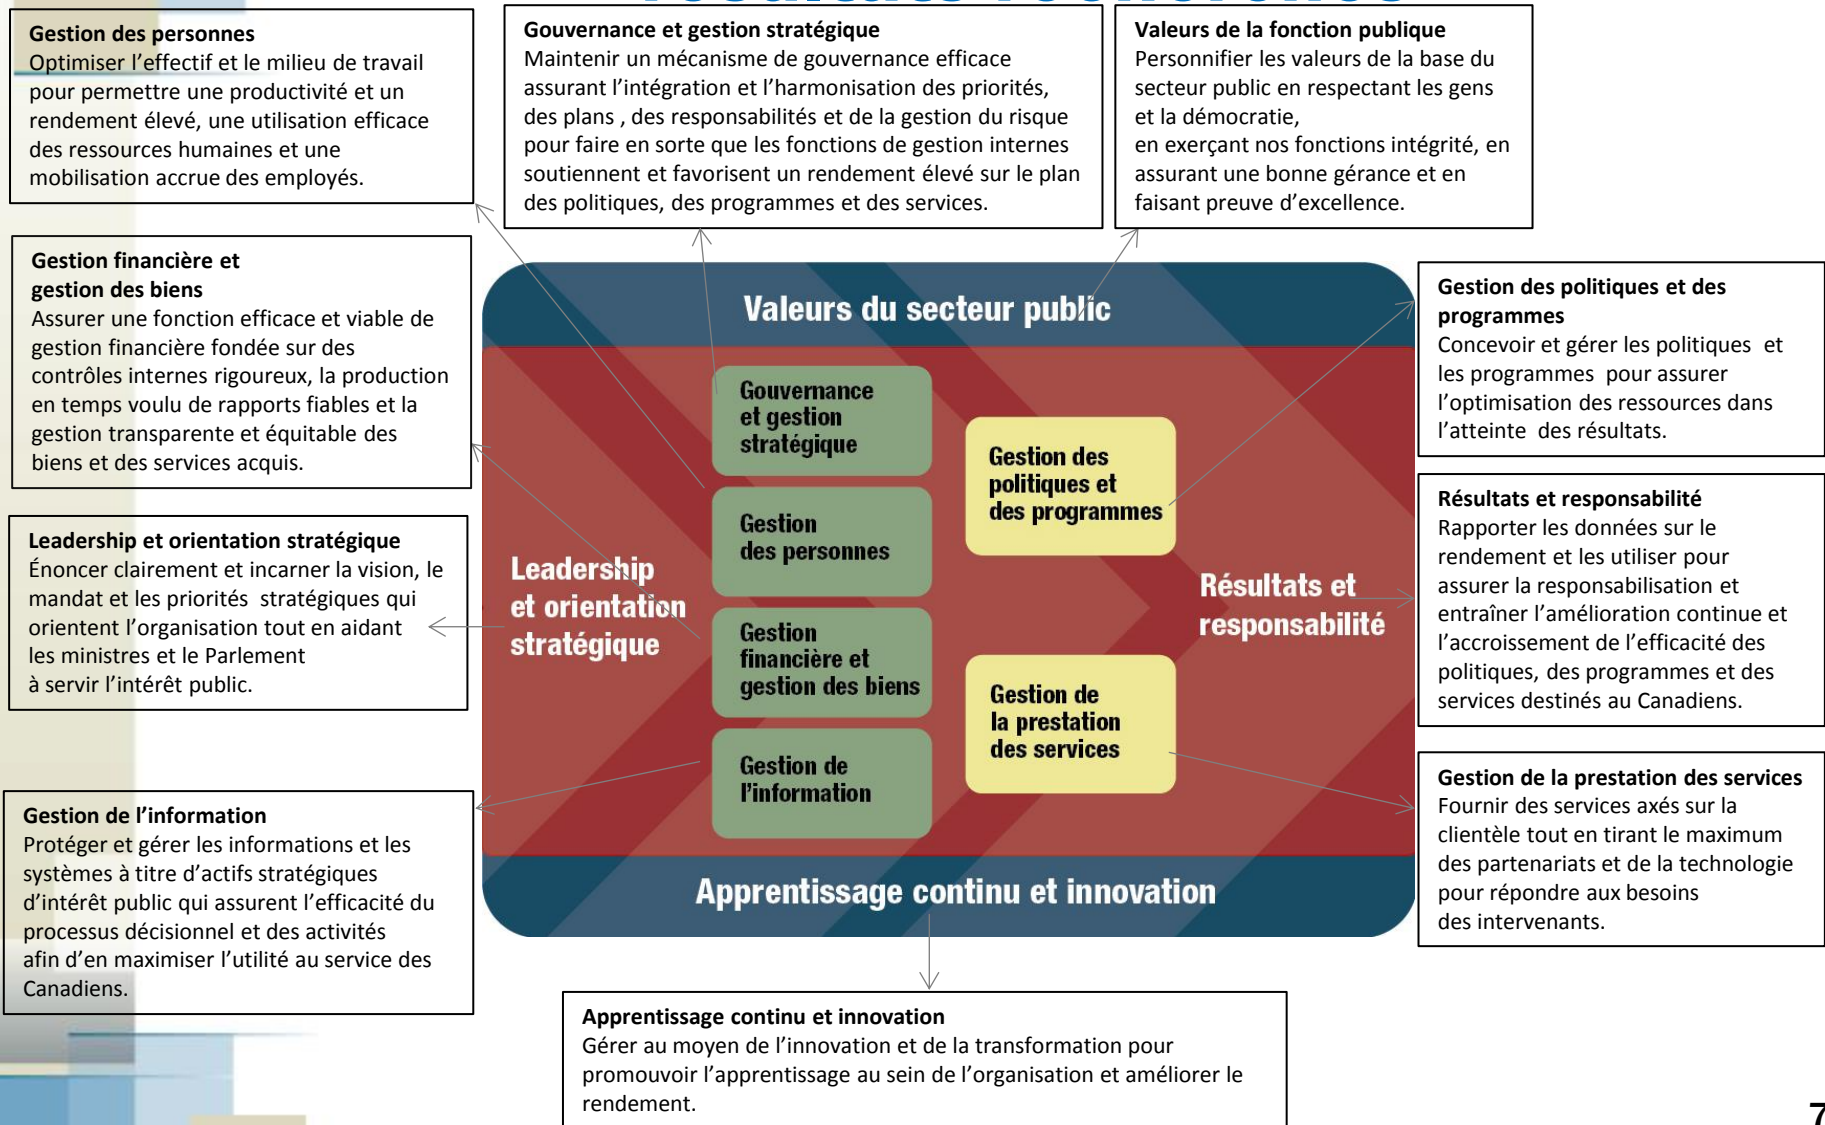 résultats recherchés
Gestion des personnes
Optimiser l’effectif et le milieu de travail
pour permettre une productivité et un
rendement élevé, une utilisation efficace
des ressources humaines et une
mobilisation accrue des employés.
Gouvernance et gestion stratégique
Maintenir un mécanisme de gouvernance efficace
assurant l’intégration et l’harmonisation des priorités,
des plans , des responsabilités et de la gestion du risque
pour faire en sorte que les fonctions de gestion internes
soutiennent et favorisent un rendement élevé sur le plan
des politiques, des programmes et des services.
Valeurs de la fonction publique
Personnifier les valeurs de la base du
secteur public en respectant les gens
et la démocratie,
en exerçant nos fonctions intégrité, en
assurant une bonne gérance et en
faisant preuve d’excellence.
Gestion financière et
gestion des biens
Assurer une fonction efficace et viable de
gestion financière fondée sur des
contrôles internes rigoureux, la production
en temps voulu de rapports fiables et la
gestion transparente et équitable des
biens et des services acquis.
Leadership et orientation stratégique
Énoncer clairement et incarner la vision, le
mandat et les priorités  stratégiques qui
orientent l’organisation tout en aidant
les ministres et le Parlement
à servir l’intérêt public.
Gestion de l’information
Protéger et gérer les informations et les
systèmes à titre d’actifs stratégiques
d’intérêt public qui assurent l’efficacité du
processus décisionnel et des activités
afin d’en maximiser l’utilité au service des
Canadiens.
Valeurs du secteur public
Leadership
et orientation
stratégique
Gouvernance
et gestion
stratégique
Gestion
des personnes
Gestion
financière et
gestion des biens
Gestion de
l’information
Gestion des
politiques et
des programmes
Gestion de
la prestation
des services
Résultats et
responsabilité
Apprentissage continu et innovation
Gestion des politiques et des
programmes
Concevoir et gérer les politiques  et
les programmes  pour assurer
l’optimisation des ressources dans
l’atteinte  des résultats.
Résultats et responsabilité
Rapporter les données sur le
rendement et les utiliser pour
assurer la responsabilisation et
entraîner l’amélioration continue et
l’accroissement de l’efficacité des
politiques, des programmes et des
services destinés au Canadiens.
Gestion de la prestation des services
Fournir des services axés sur la
clientèle tout en tirant le maximum
des partenariats et de la technologie
pour répondre aux besoins
des intervenants.
Apprentissage continu et innovation
Gérer au moyen de l’innovation et de la transformation pour
promouvoir l’apprentissage au sein de l’organisation et améliorer le
rendement.
7